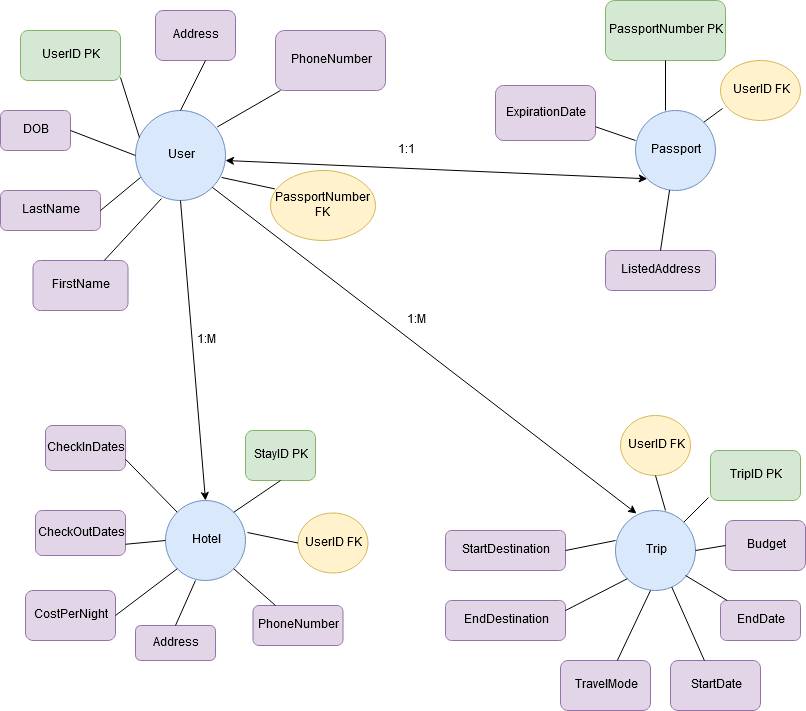 Address
UserID PK
PhoneNumber
DOB
User
LastName
PassportNumber
FK
FirstName
1:1
PassportNumber PK
UserID FK
ExpirationDate
Passport
ListedAddress
1:M
1:M
CheckInDates
StayID PK
CheckOutDates
Hotel
UserID FK
CostPerNight
Address
PhoneNumber
UserID FK
TripID PK
StartDestination
Trip
Budget
EndDestination
EndDate
TravelMode
StartDate